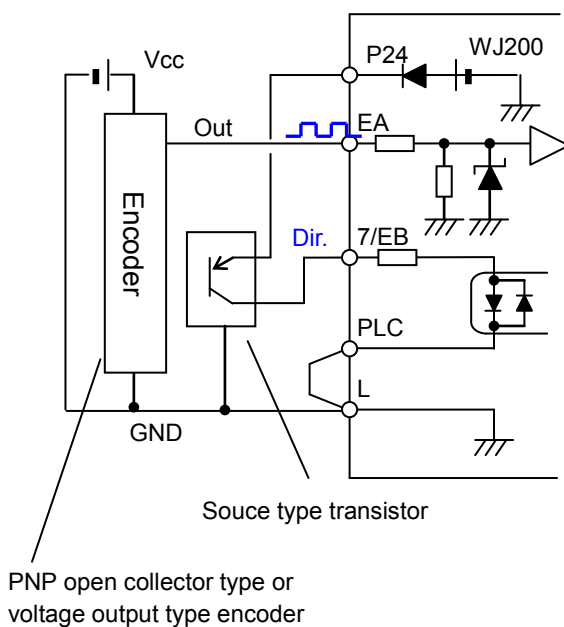 Vcc
P24
WJ200
Out
EA
Encoder
Dir.
7/EB
PLC
L
GND
Souce type transistor
PNP open collector type or
voltage output type encoder